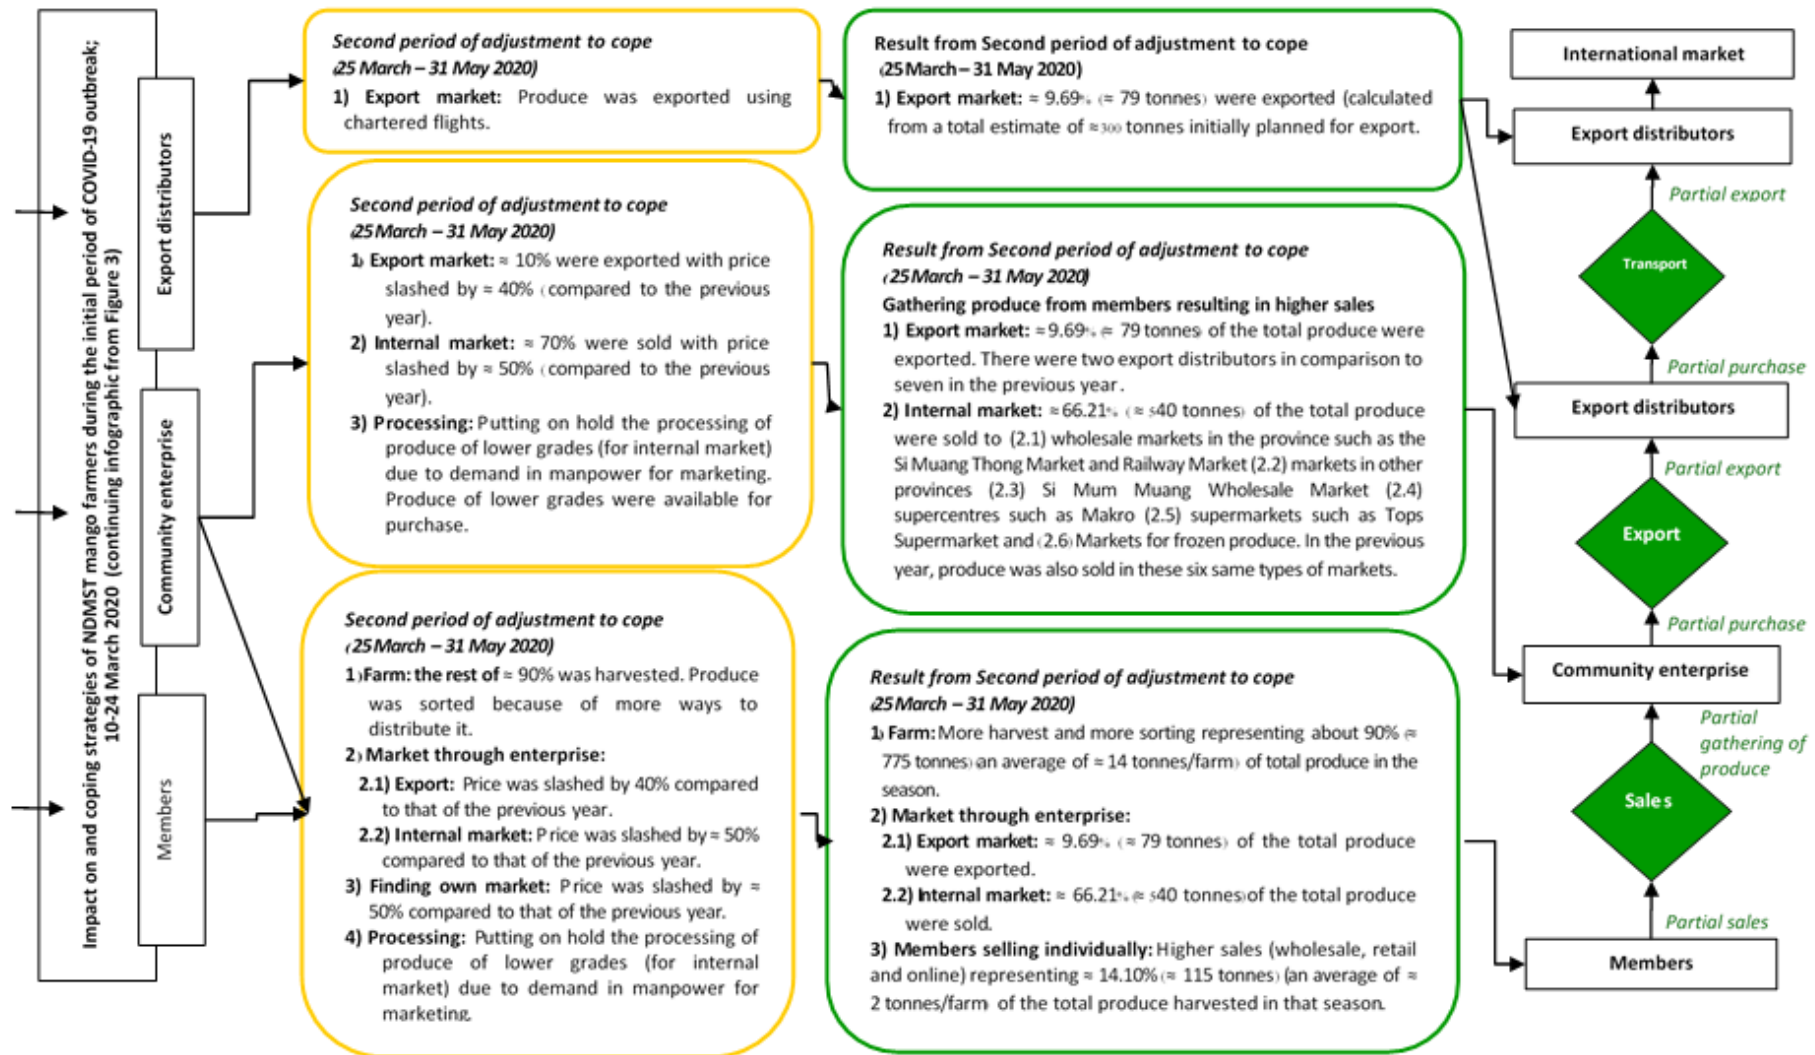 Impact on and coping strategies of NDMST mango farmers during the initial period of COVID-19 outbreak;
10-24 March 2020 (continuing infographic from Figure 3)
Export distributors
Community enterprise
Members
Second period of adjustment to cope
(25 March – 31 May 2020)
1) Export market: Produce was exported using
chartered flights.
Second period of adjustment to cope
(25 March – 31 May 2020)
1) Export market: ≈ 10% were exported with price
slashed by ≈ 40% (compared to the previous
year).
2) Internal market: ≈ 70% were sold with price
slashed by ≈ 50% (compared to the previous
year).
3) Processing: Putting on hold the processing of
produce of lower grades (for internal market)
due to demand in manpower for marketing.
Produce of lower grades were available for
purchase.
Second period of adjustment to cope
(25 March – 31 May 2020)
1) Farm: the rest of ≈ 90% was harvested. Produce
was sorted because of more ways to
distribute it.
2) Market through enterprise:
2.1) Export: Price was slashed by 40% compared
to that of the previous year.
2.2) Internal market: Price was slashed by ≈ 50%
compared to that of the previous year.
3) Finding own market: Price was slashed by ≈
50% compared to that of the previous year.
4) Processing: Putting on hold the processing of
produce of lower grades (for internal
market) due to demand in manpower for
marketing.
Result from Second period of adjustment to cope
(25 March – 31 May 2020)
1) Export market: ≈ 9.69% (≈ 79 tonnes) were exported (calculated
from a total estimate of ≈300 tonnes initially planned for export.
Result from Second period of adjustment to cope
(25 March – 31 May 2020)
Gathering produce from members resulting in higher sales
1) Export market: ≈9.69% (≈ 79 tonnes) of the total produce were
exported. There were two export distributors in comparison to
seven in the previous year.
2) Internal market: ≈66.21% (≈ 540 tonnes) of the total produce
were sold to (2.1) wholesale markets in the province such as the
Si Muang Thong Market and Railway Market (2.2) markets in other
provinces (2.3) Si Mum Muang Wholesale Market (2.4)
supercentres such as Makro (2.5) supermarkets such as Tops
Supermarket and (2.6) Markets for frozen produce. In the previous
year, produce was also sold in these six same types of markets.
Result from Second period of adjustment to cope
(25 March – 31 May 2020)
1) Farm: More harvest and more sorting representing about 90% (≈
775 tonnes) (an average of ≈ 14 tonnes/farm) of total produce in the
season.
2) Market through enterprise:
2.1) Export market: ≈ 9.69% (≈ 79 tonnes) of the total produce
were exported.
2.2) Internal market: ≈ 66.21% (≈ 540 tonnes) of the total produce
were sold.
3) Members selling individually: Higher sales (wholesale, retail
and online) representing ≈ 14.10% (≈ 115 tonnes) (an average of ≈
2 tonnes/farm) of the total produce harvested in that season.
International market
Export distributors
Partial export
Transport
Partial purchase
Export distributors
Partial export
Export
Partial purchase
Community enterprise
Partial
gathering of
produce
Sales
Partial sales
Members